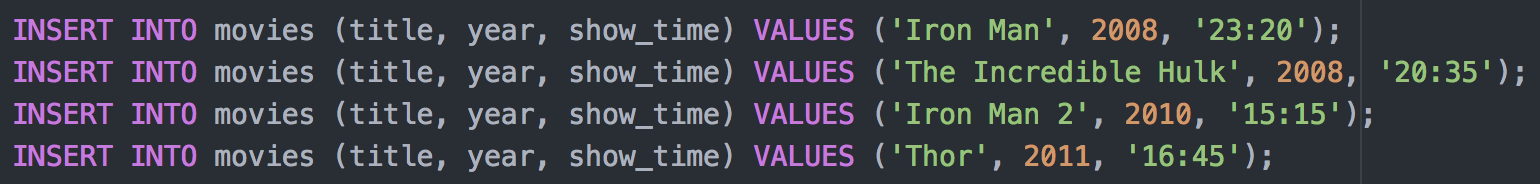 INSERT INTO movies (title, year, show_time) VALUES ('Iron Man', 2008, '23:20');
INSERT INTO movies (title, year, show_time) VALUES ('The Incredible Hulk', 2008, '20:35');
INSERT INTO movies (title, year, show_time) VALUES ('Iron Man 2', 2010, '15:15');
INSERT INTO movies (title, year, show_time) VALUES ('Thor', 2011, '16:45');